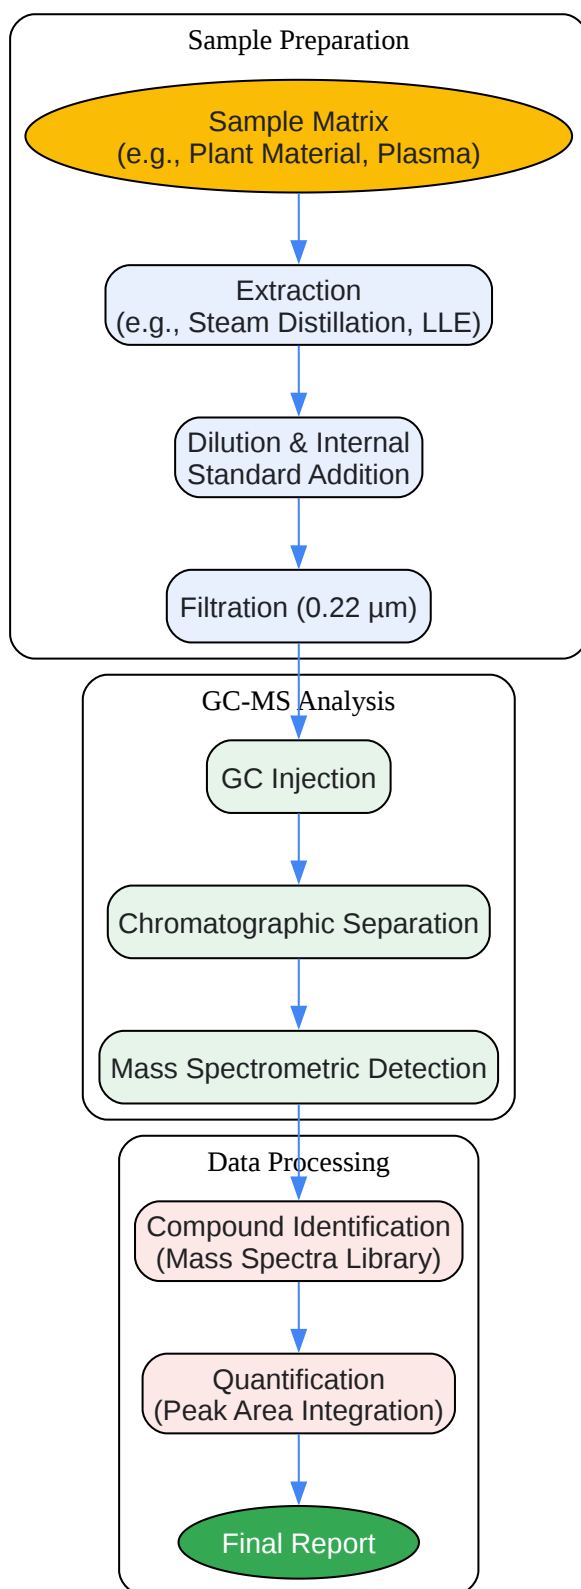 Sample Preparation
Sample Matrix
(e.g., Plant Material, Plasma)
Extraction
(e.g., Steam Distillation, LLE)
Dilution & Internal
Standard Addition
Filtration (0.22 µm)
GC-MS Analysis
GC Injection
Chromatographic Separation
Mass Spectrometric Detection
Data Processing
Compound Identification
(Mass Spectra Library)
Quantification
(Peak Area Integration)
Final Report